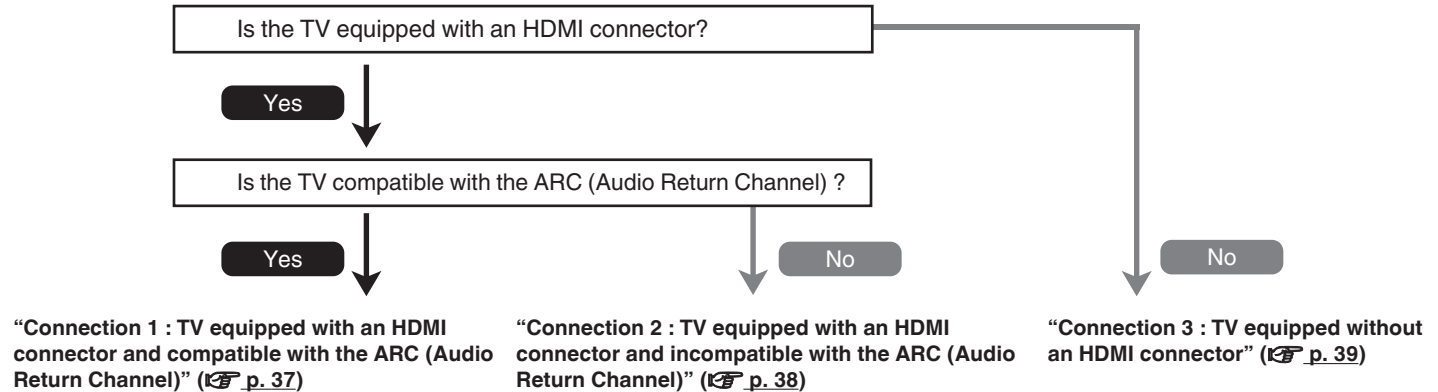 Is the TV equipped with an HDMI connector?
Yes
Is the TV compatible with the ARC (Audio Return Channel) ?
Yes
No
No
“Connection 1 : TV equipped with an HDMI
connector and compatible with the ARC (Audio
Return Channel)” (☞ p. 37)
“Connection 2 : TV equipped with an HDMI
connector and incompatible with the ARC (Audio
Return Channel)” (☞ p. 38)
“Connection 3 : TV equipped without
an HDMI connector” (☞ p. 39)